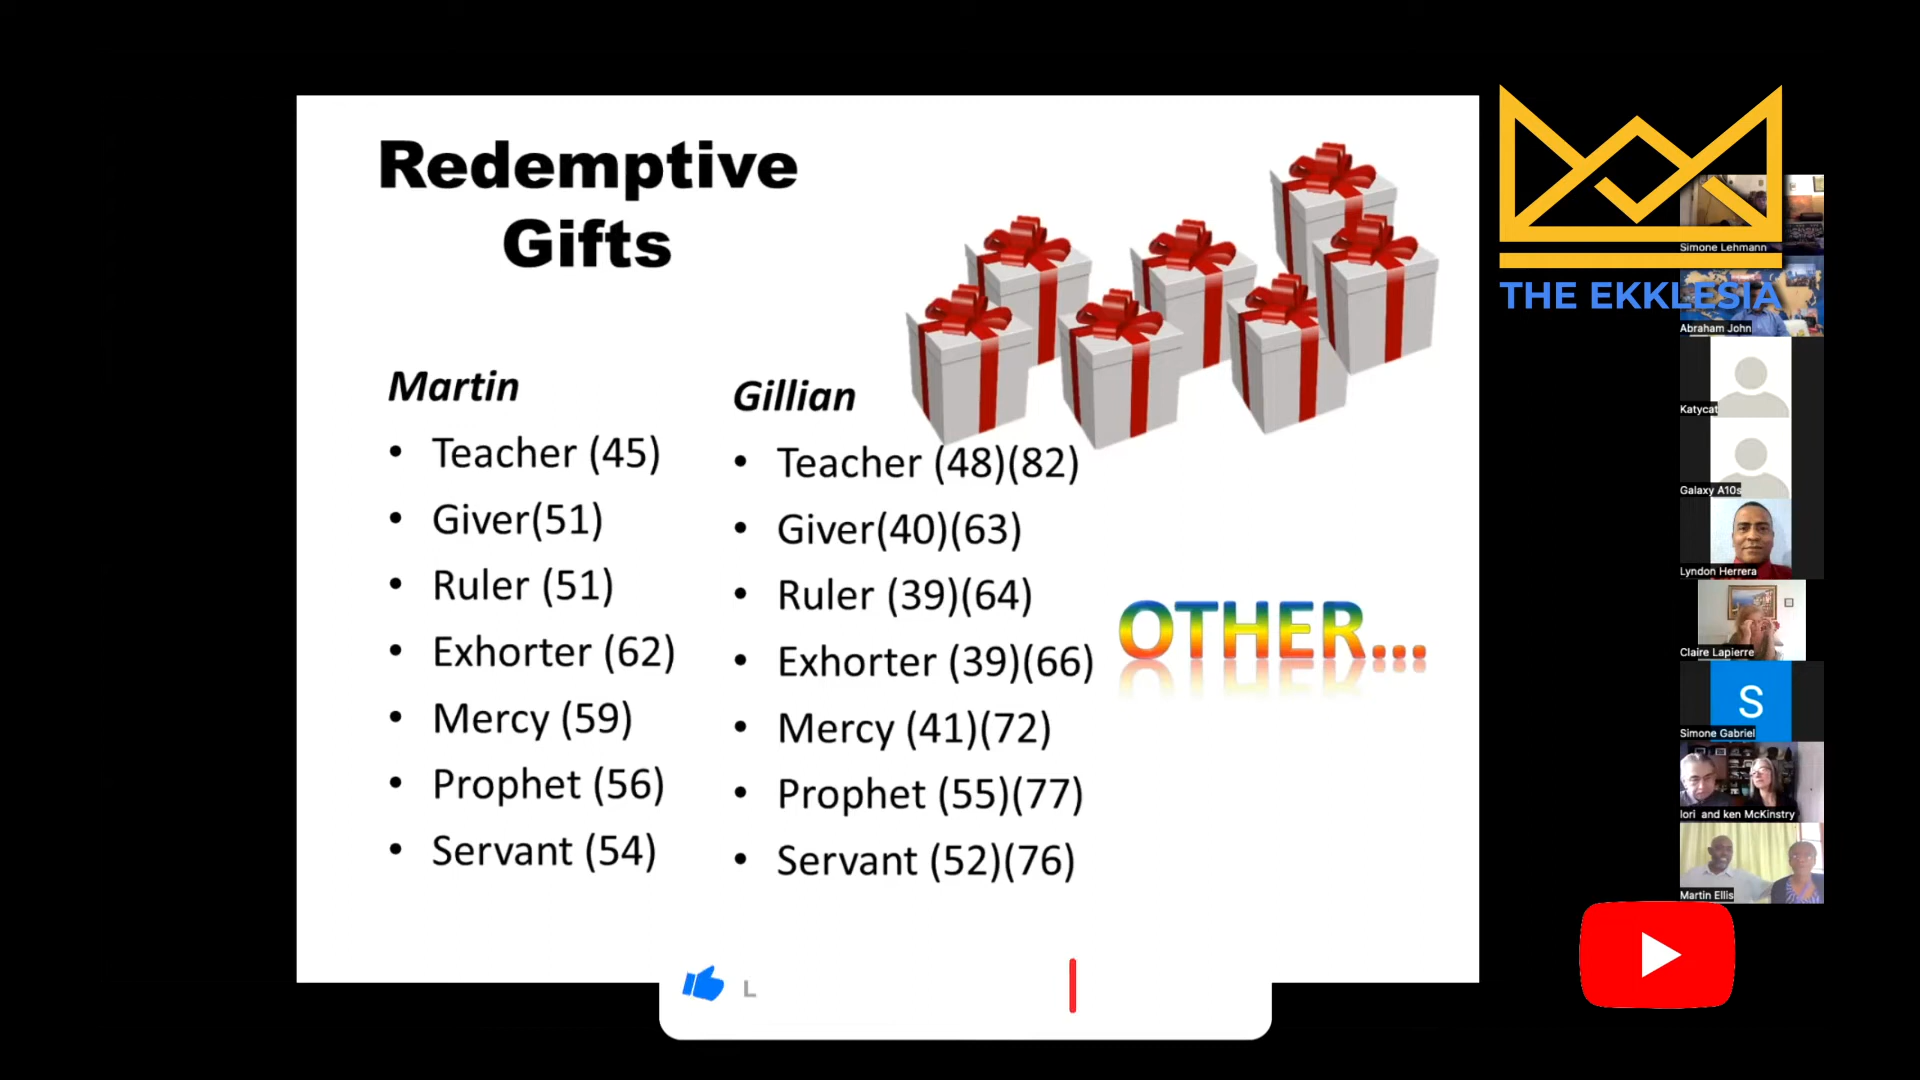 Redemptive
Gifts
Martin
• Teacher (45)
• Giver(51)
• Ruler (51)
• Exhorter (62)
• Mercy (59)
• Prophet (56)
• Servant (54)
Gillian
• Teacher (48)(82)
• Giver(40)(63)
• Ruler (39)(64)
• Exhorter (39)(66)
• Mercy (41)(72)
• Prophet (55)(77)
• Servant (52)(76)
OTHER...
THE EKKLESIA
Simone Lehmann
Abraham John
Katycat
Galaxy A10s
Lyndon Herrera
Claire Lapierre
S
Simone Gabriel
lori and ken McKinstry
Martin Ellis
L